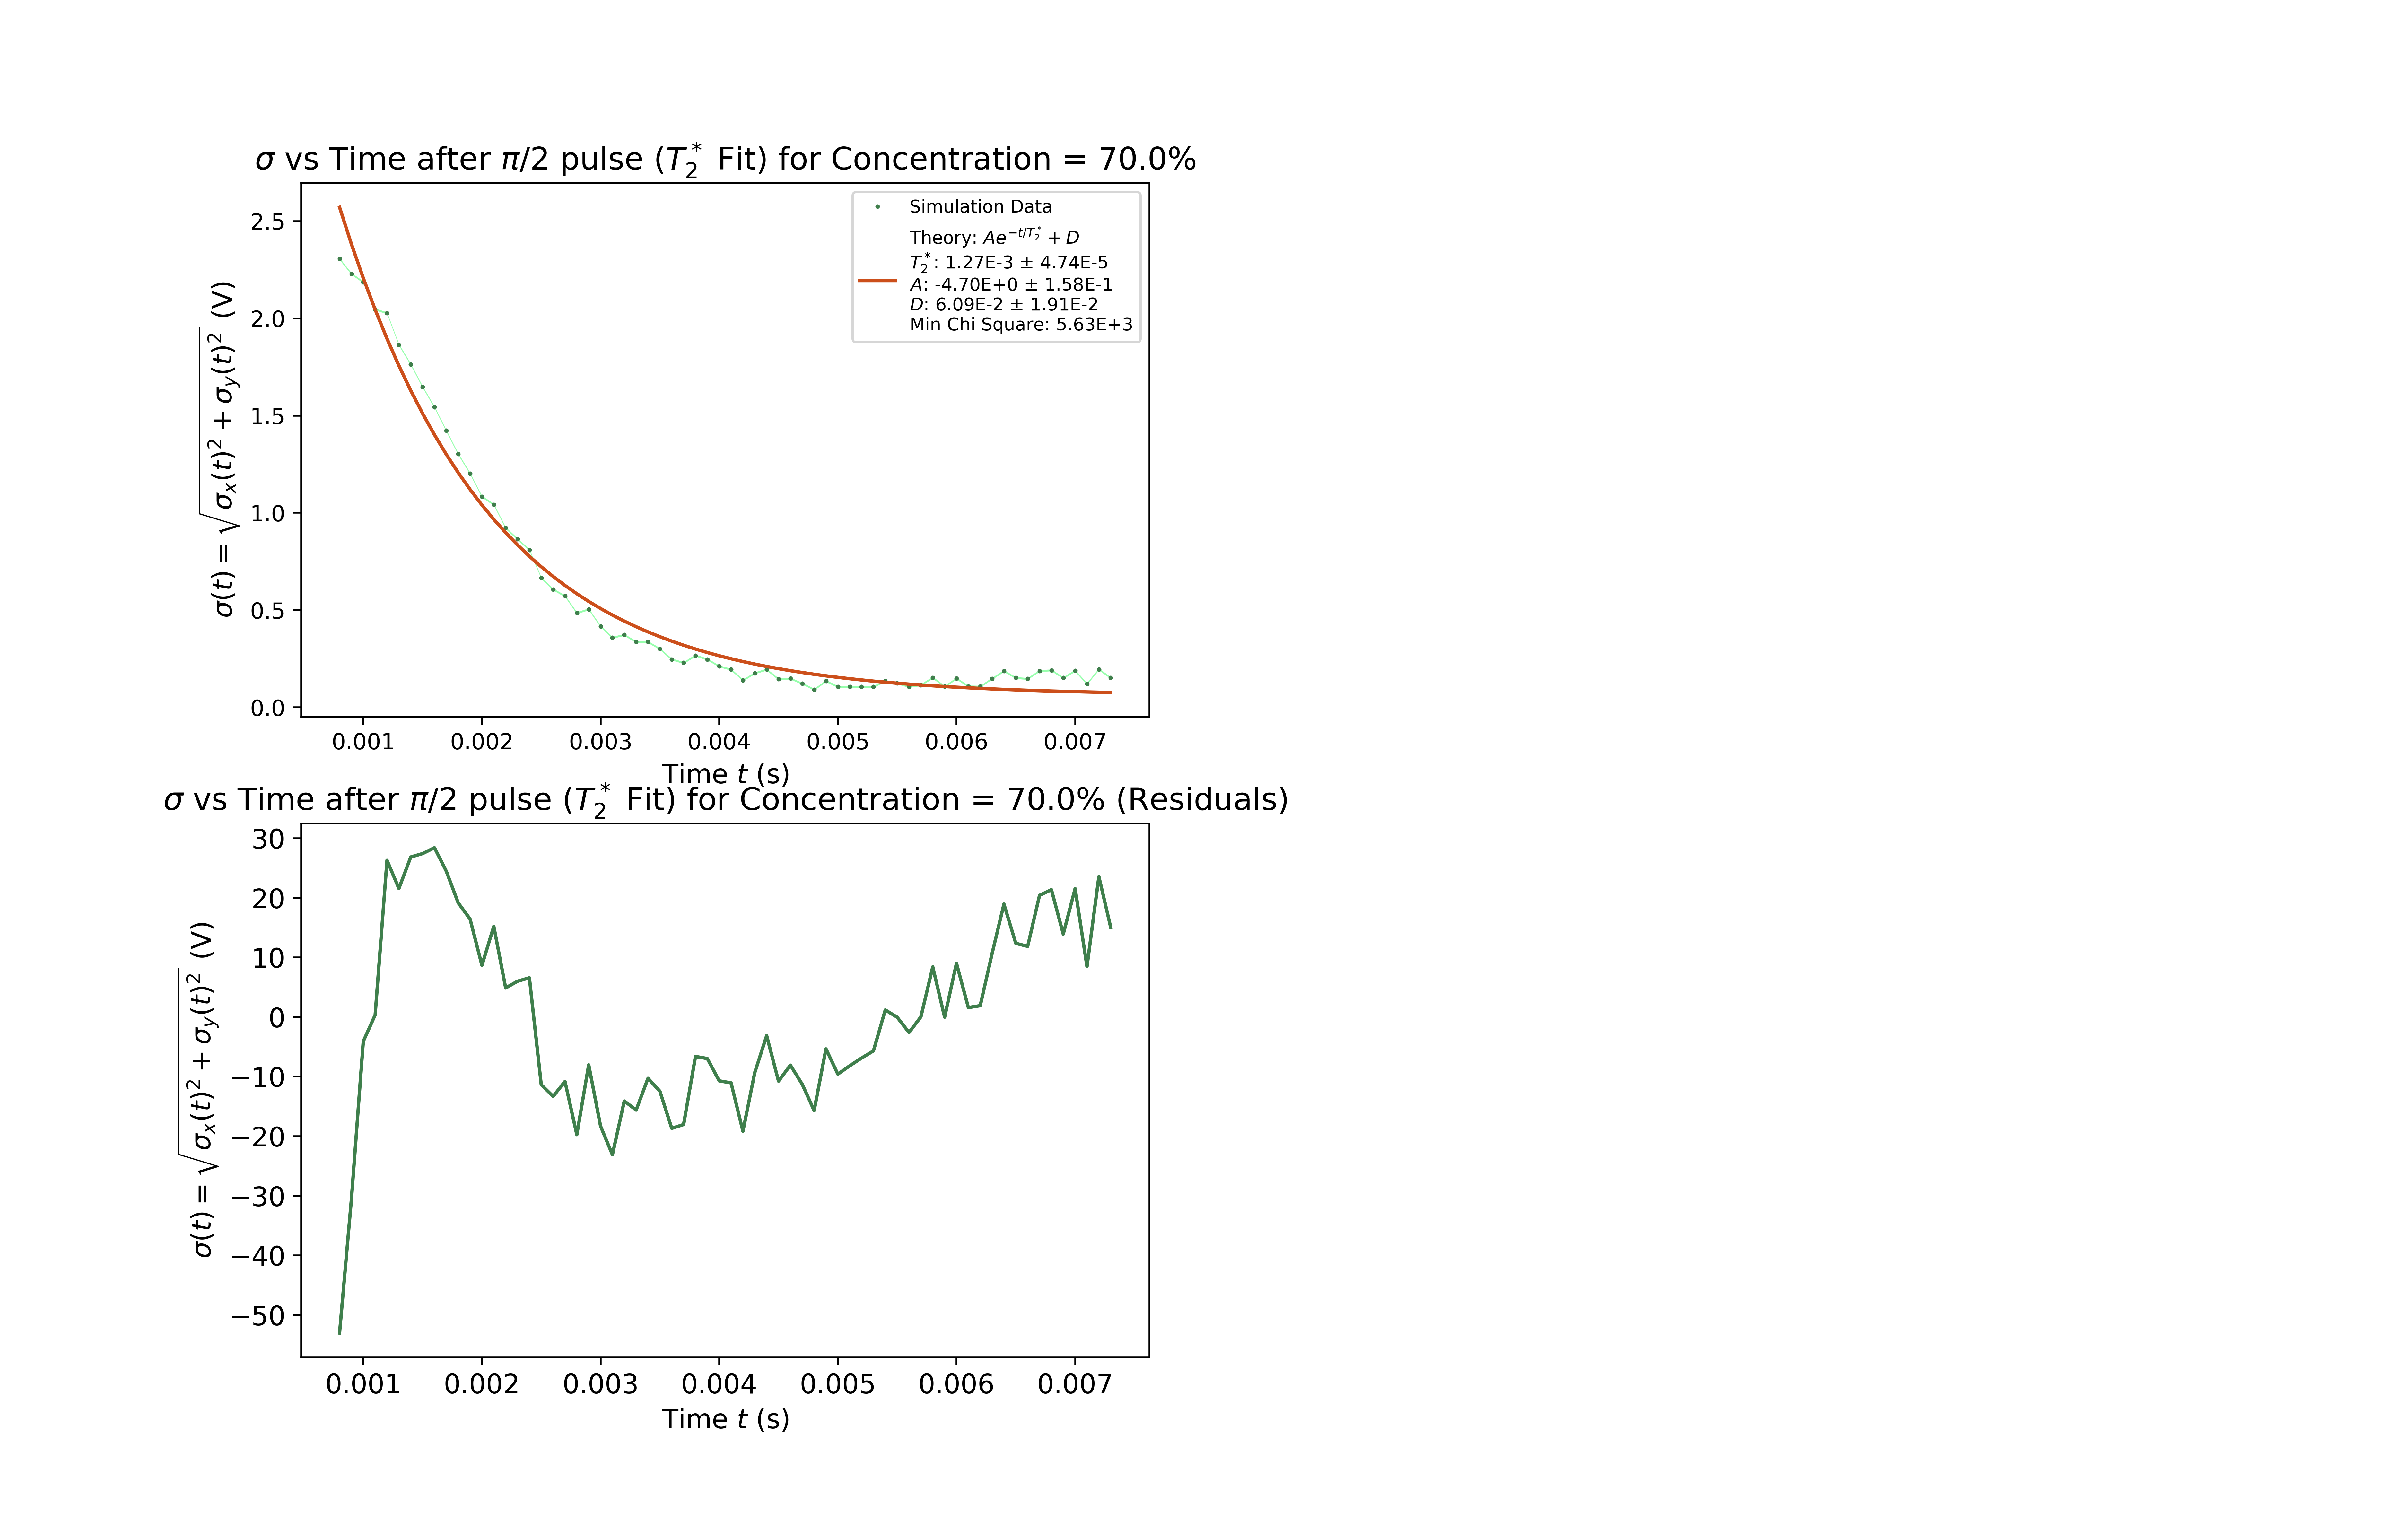 σ vs Time after π/2 pulse (T₂* Fit) for Concentration = 70.0%
σ(t) = √σₓ(t)² + σᵧ(t)² (V)
2.5
2.0
1.5
1.0
0.5
0.0
Simulation Data
Theory: Ae^{−t/T₂*} + D
T₂*: 1.27E-3 ± 4.74E-5
A: -4.70E+0 ± 1.58E-1
D: 6.09E-2 ± 1.91E-2
Min Chi Square: 5.63E+3
0.001 0.002 0.003 0.004 0.005 0.006 0.007
Time t (s)
σ vs Time after π/2 pulse (T₂* Fit) for Concentration = 70.0% (Residuals)
σ(t) = √σₓ(t)² + σᵧ(t)² (V)
30
20
10
0
−10
−20
−30
−40
−50
0.001 0.002 0.003 0.004 0.005 0.006 0.007
Time t (s)